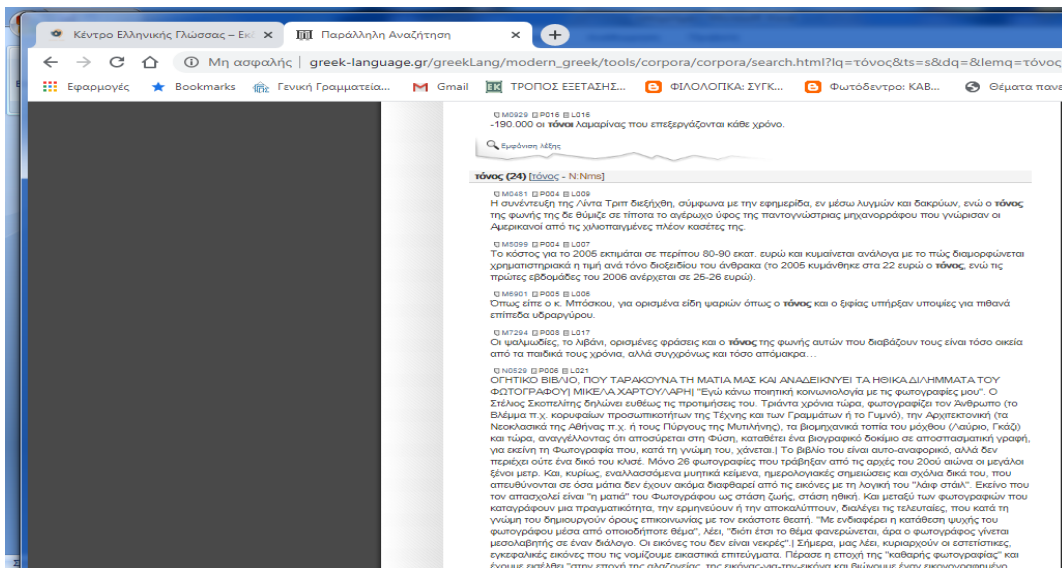 Κέντρο Ελληνικής Γλώσσας – Εκ
Παράλληλη Αναζήτηση
Μη ασφαλής | greek-language.gr/greekLang/modern_greek/tools/corpora/corpora/search.html?lq=τόνος&ts=s&dq=&lemq=τόνος
Εφαρμογές Bookmarks Γενική Γραμματεία... Gmail ΤΡΟΠΟΣ ΕΞΕΤΑΣΗΣ... ΦΙΛΟΛΟΓΙΚΑ: ΣΥΓΚ... Φωτόδεντρο: ΚΑΒ... Θέματα πανε
M0929 P016 L016
-190.000 οι τόνοι λαμαρίνας που επεξεργάζονται κάθε χρόνο.
Εμφάνιση λέξης
τόνος (24) [τόνος - N:Nms]
M0481 P004 L009
Η συνέντευξη της Λίντα Τριπ διεξήχθη, σύμφωνα με την εφημερίδα, εν μέσω λυγμών και δακρύων, ενώ ο τόνος
της φωνής της δε θύμιζε σε τίποτα το αγέρωχο ύφος της παντογνώστριας μηχανορράφου που γνώρισαν οι
Αμερικανοί από τις χιλιοπαιγμένες πλέον κασέτες της.
M5099 P004 L007
Το κόστος για το 2005 εκτιμάται σε περίπου 80-90 εκατ. ευρώ και κυμαίνεται ανάλογα με το πώς διαμορφώνεται
χρηματιστηριακά η τιμή ανά τόνο διοξειδίου του άνθρακα (το 2005 κυμάνθηκε στα 22 ευρώ ο τόνος, ενώ τις
πρώτες εβδομάδες του 2006 ανέρχεται σε 25-26 ευρώ).
M6901 P005 L006
Όπως είπε ο κ. Μπόσκου, για ορισμένα είδη ψαριών όπως ο τόνος και ο ξιφίας υπήρξαν υποψίες για πιθανά
επίπεδα υδραργύρου.
M7294 P008 L017
Οι ψαλμωδίες, το λιβάνι, ορισμένες φράσεις και ο τόνος της φωνής αυτών που διαβάζουν τους είναι τόσο οικεία
από τα παιδικά τους χρόνια, αλλά συγχρόνως και τόσο απόμακρα…
N0529 P006 L021
ΟΓΗΤΙΚΟ ΒΙΒΛΙΟ, ΠΟΥ ΤΑΡΑΚΟΥΝΑ ΤΗ ΜΑΤΙΑ ΜΑΣ ΚΑΙ ΑΝΑΔΕΙΚΝΥΕΙ ΤΑ ΗΘΙΚΑ ΔΙΛΗΜΜΑΤΑ ΤΟΥ
ΦΩΤΟΓΡΑΦΟΥ| ΜΙΚΕΛΑ ΧΑΡΤΟΥΛΑΡΗ| "Εγώ κάνω ποιητική κοινωνιολογία με τις φωτογραφίες μου". Ο
Στέλιος Σκοπελίτης δηλώνει ευθέως τις προτιμήσεις του. Τριάντα χρόνια τώρα, φωτογραφίζει τον Άνθρωπο (το
Βλέμμα π.χ. κορυφαίων προσωπικοτήτων της Τέχνης και των Γραμμάτων ή το Γυμνό), την Αρχιτεκτονική (τα
Νεοκλασικά της Αθήνας π.χ. ή τους Πύργους της Μυτιλήνης), τα βιομηχανικά τοπία του μόχθου (Λαύριο, Γκάζι)
και τώρα, αναγγέλλοντας ότι αποσύρεται στη Φύση, καταθέτει ένα βιογραφικό δοκίμιο σε αποσπασματική γραφή,
για εκείνη τη Φωτογραφία που, κατά τη γνώμη του, χάνεται.| Το βιβλίο του είναι αυτο-αναφορικό, αλλά δεν
περιέχει ούτε ένα δικό του κλισέ. Μόνο 26 φωτογραφίες που τράβηξαν από τις αρχές του 20ού αιώνα οι μεγάλοι
ξένοι μετρ. Και, κυρίως, εναλλασσόμενα μυητικά κείμενα, ημερολογιακές σημειώσεις και σχόλια δικά του, που
απευθύνονται σε όσα μάτια δεν έχουν ακόμα διαφθαρεί από τις εικόνες με τη λογική του "λάιφ στάιλ". Εκείνο που
τον απασχολεί είναι "η ματιά" του Φωτογράφου ως στάση ζωής, στάση ηθική. Και μεταξύ των φωτογραφιών που
καταγράφουν μια πραγματικότητα, την ερμηνεύουν ή την αποκαλύπτουν, διαλέγει τις τελευταίες, που κατά τη
γνώμη του δημιουργούν όρους επικοινωνίας με τον εκάστοτε θεατή. "Με ενδιαφέρει η κατάθεση ψυχής του
φωτογράφου μέσα από οποιοδήποτε θέμα", λέει, "διότι έτσι το θέμα φανερώνεται, άρα ο φωτογράφος γίνεται
μεσολαβητής σε έναν διάλογο. Οι εικόνες του δεν είναι νεκρές".| Σήμερα, μας λέει, κυριαρχούν οι εστετίστικες,
εγκεφαλικές εικόνες που τις νομίζουμε εικαστικά επιτεύγματα. Πέρασε η εποχή της "καθαρής φωτογραφίας" και
έχουμε εισέλθει "στην εποχή της αλαζονείας, της εικόνας-για-την-εικόνα και βιώνουμε έναν εικονογραφημένο